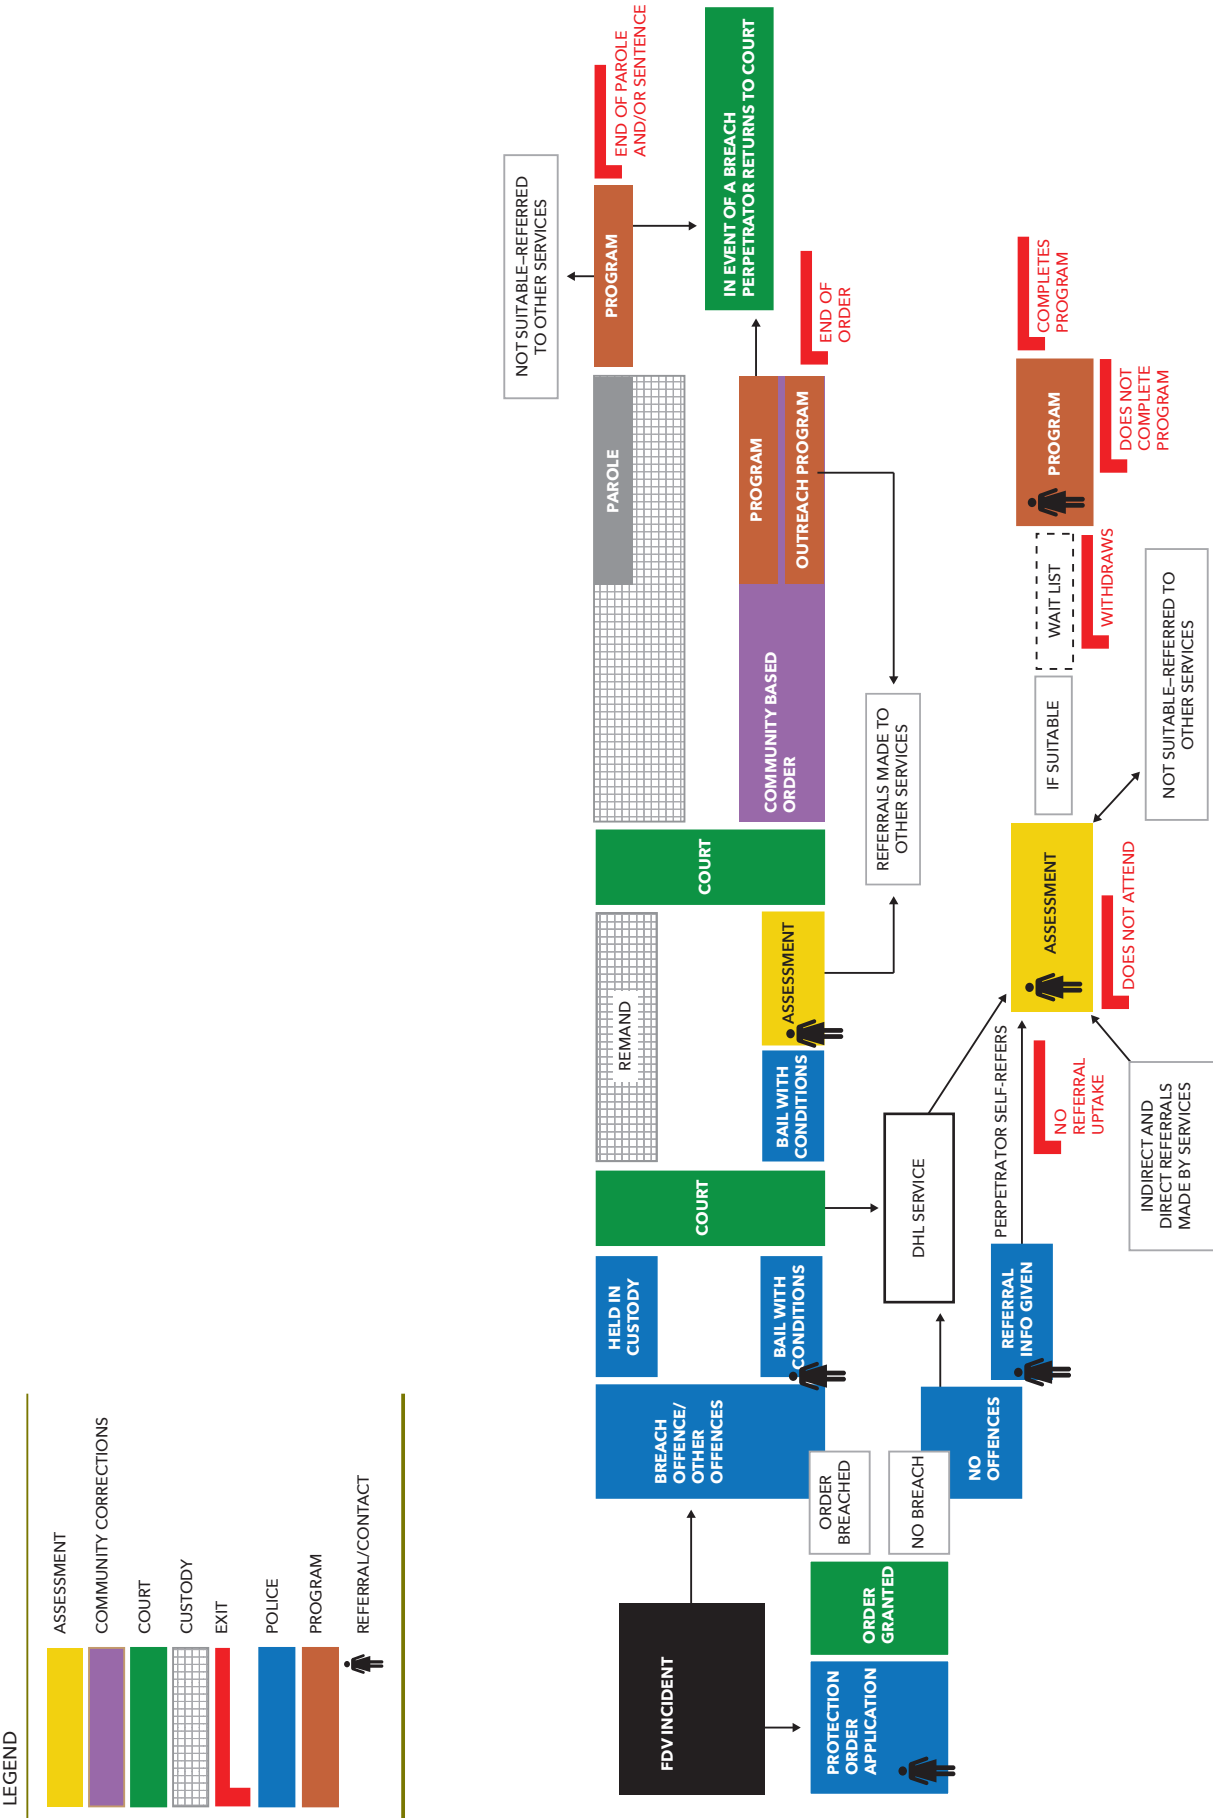 LEGEND
ASSESSMENT
COMMUNITY CORRECTIONS
COURT
CUSTODY
EXIT
POLICE
PROGRAM
REFERRAL/CONTACT
FDV INCIDENT
PROTECTION
ORDER
APPLICATION
ORDER
GRANTED
ORDER
BREACHED
NO BREACH
BREACH
OFFENCE/
OTHER
OFFENCES
NO
OFFENCES
HELD IN
CUSTODY
BAIL WITH
CONDITIONS
REFERRAL
INFO GIVEN
COURT
DHL SERVICE
PERPETRATOR SELF-REFERS
NO
REFERRAL
UPTAKE
INDIRECT AND
DIRECT REFERRALS
MADE BY SERVICES
REMAND
BAIL WITH
CONDITIONS
ASSESSMENT
COURT
REFERRALS MADE TO
OTHER SERVICES
ASSESSMENT
DOES NOT ATTEND
NOT SUITABLE–REFERRED TO
OTHER SERVICES
IF SUITABLE
WAIT LIST
WITHDRAWS
PROGRAM
DOES NOT
COMPLETE
PROGRAM
COMPLETES
PROGRAM
COMMUNITY BASED
ORDER
PROGRAM
OUTREACH PROGRAM
END OF
ORDER
PAROLE
PROGRAM
NOT SUITABLE–REFERRED
TO OTHER SERVICES
END OF PAROLE
AND/OR SENTENCE
IN EVENT OF A BREACH
PERPETRATOR RETURNS TO COURT